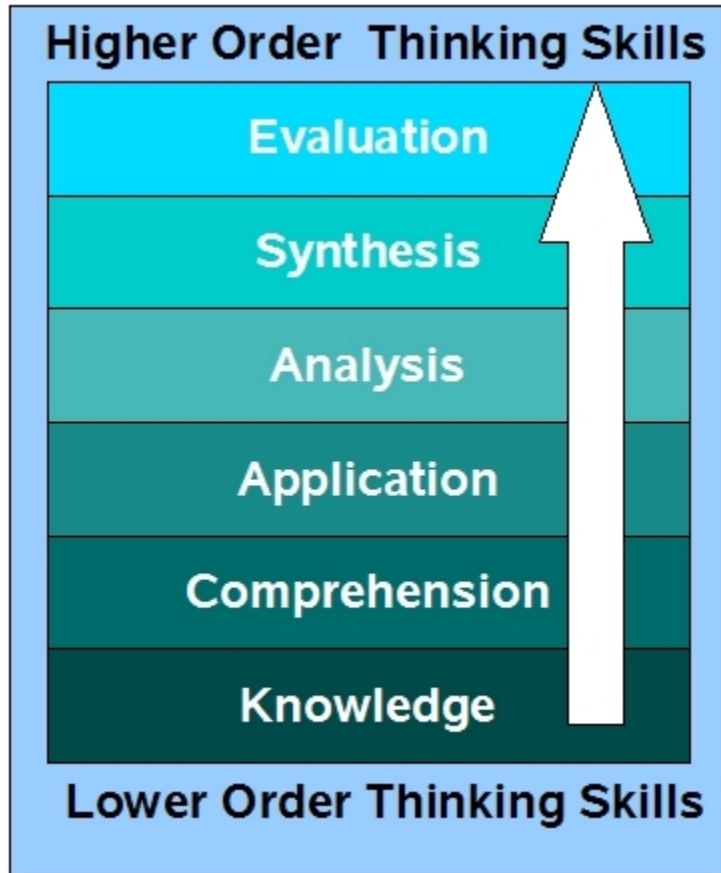 Higher Order Thinking Skills
Evaluation
Synthesis
Analysis
Application
Comprehension
Knowledge
Lower Order Thinking Skills